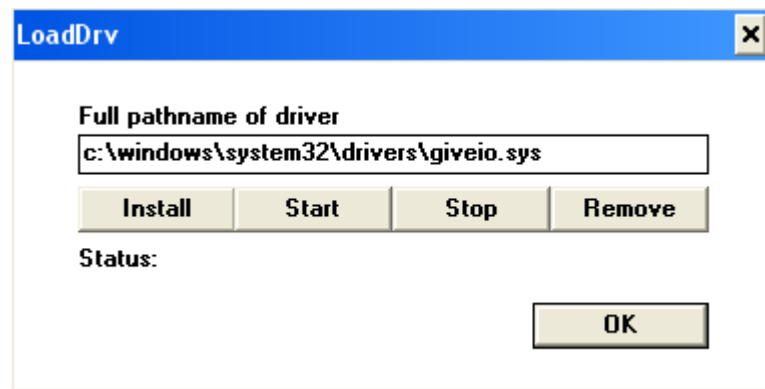 LoadDrv
Full pathname of driver
c:\windows\system32\drivers\giveio.sys
Install Start Stop Remove
Status:
OK